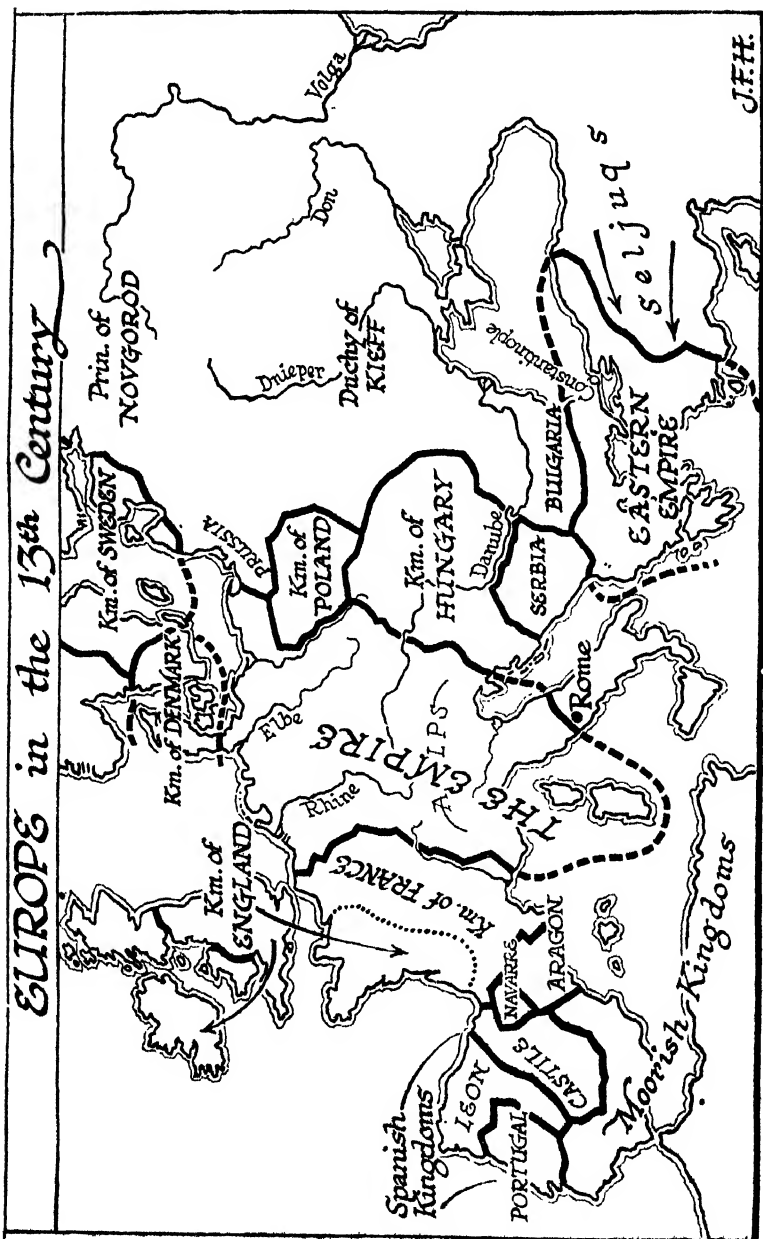 EUROPE in the 13th Century
Km. of SWEDEN
Prin. of
NOVGOROD
Volga
Km. of DENMARK
Km. of
ENGLAND
Elbe
PRUSSIA
Km. of
POLAND
Dnieper
Duchy of
KIEFF
Don
Rhine
Km. of FRANCE
THE EMPIRE
ALPS
Km. of
HUNGARY
Danube
SERBIA
BULGARIA
Constantinople
Spanish
Kingdoms
LEON
NAVARRE
ARAGON
CASTILE
PORTUGAL
Rome
EASTERN
EMPIRE
Seljuqs
Moorish Kingdoms
J.F.H.